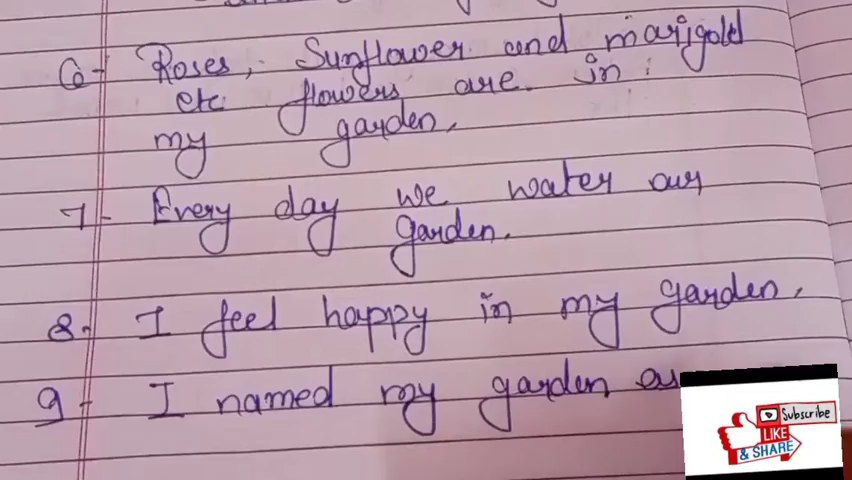 6- Roses, Sunflower and marigold
etc flowers are in
my garden.
7- Every day we water our
garden.
8- I feel happy in my garden.
9- I named my garden as
Subscribe
LIKE
& SHARE